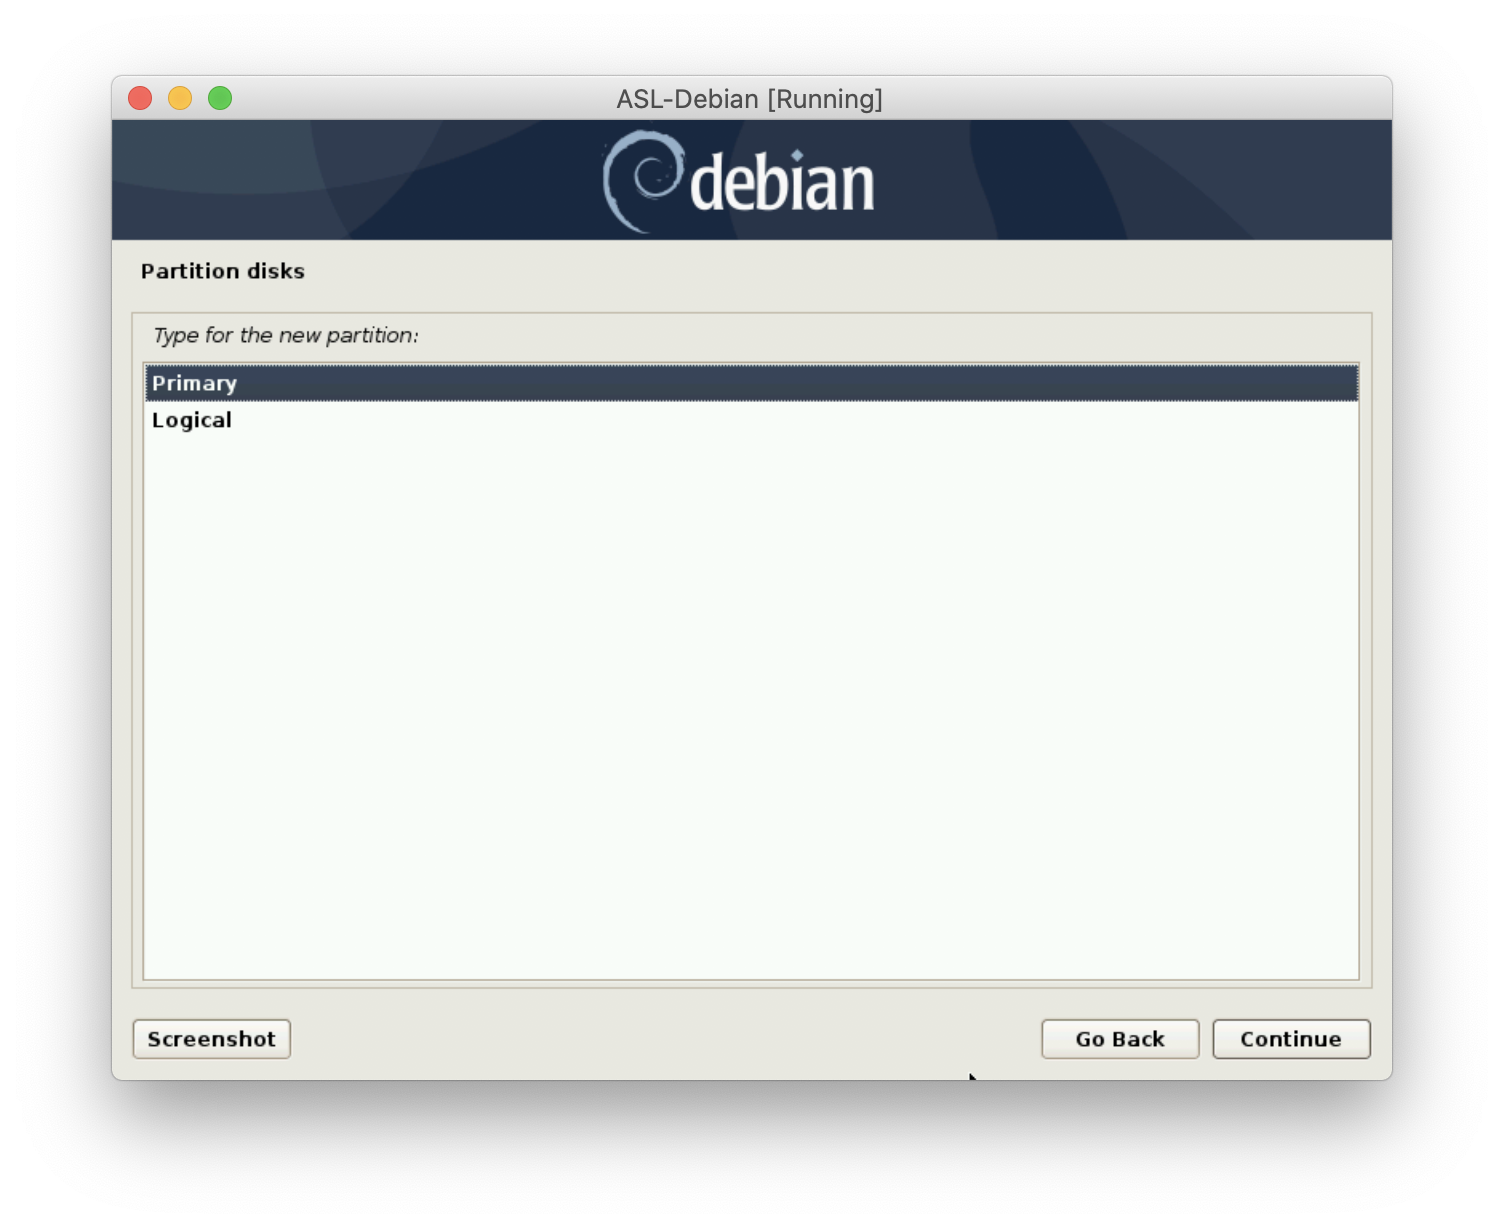 ASL-Debian [Running]
debian
Partition disks
Type for the new partition:
Primary
Logical
Screenshot
Go Back
Continue